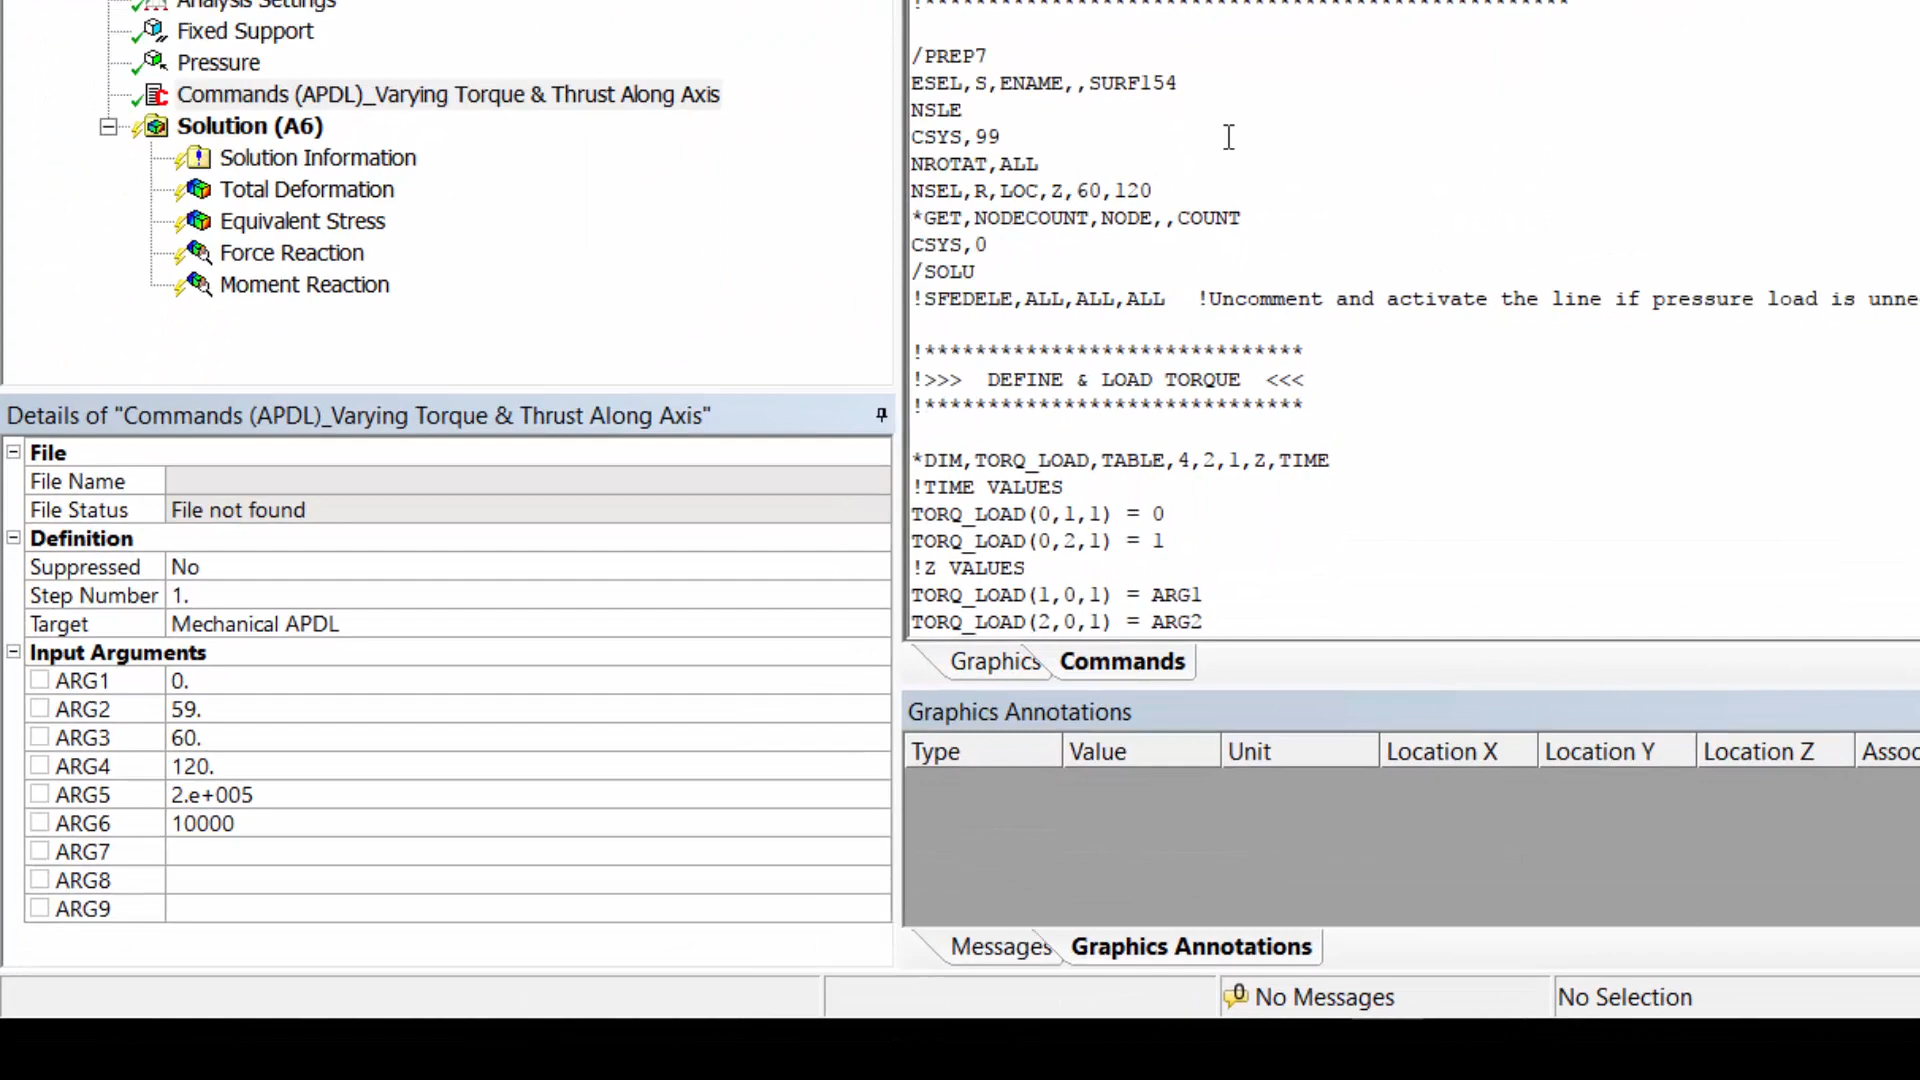 Analysis Settings
Fixed Support
Pressure
Commands (APDL)_Varying Torque & Thrust Along Axis
Solution (A6)
Solution Information
Total Deformation
Equivalent Stress
Force Reaction
Moment Reaction
Details of "Commands (APDL)_Varying Torque & Thrust Along Axis"
File
File Name
File Status File not found
Definition
Suppressed No
Step Number 1.
Target Mechanical APDL
Input Arguments
ARG1 0.
ARG2 59.
ARG3 60.
ARG4 120.
ARG5 2.e+005
ARG6 10000
ARG7
ARG8
ARG9
/PREP7
ESEL,S,ENAME,,SURF154
NSLE
CSYS,99
NROTAT,ALL
NSEL,R,LOC,Z,60,120
*GET,NODECOUNT,NODE,,COUNT
CSYS,0
/SOLU
!SFEDELE,ALL,ALL,ALL !Uncomment and activate the line if pressure load is unne
!*******************************
!>>> DEFINE & LOAD TORQUE <<<
!*******************************
*DIM,TORQ_LOAD,TABLE,4,2,1,Z,TIME
!TIME VALUES
TORQ_LOAD(0,1,1) = 0
TORQ_LOAD(0,2,1) = 1
!Z VALUES
TORQ_LOAD(1,0,1) = ARG1
TORQ_LOAD(2,0,1) = ARG2
Graphics Commands
Graphics Annotations
Type Value Unit Location X Location Y Location Z Assoc
Messages Graphics Annotations
0 No Messages No Selection